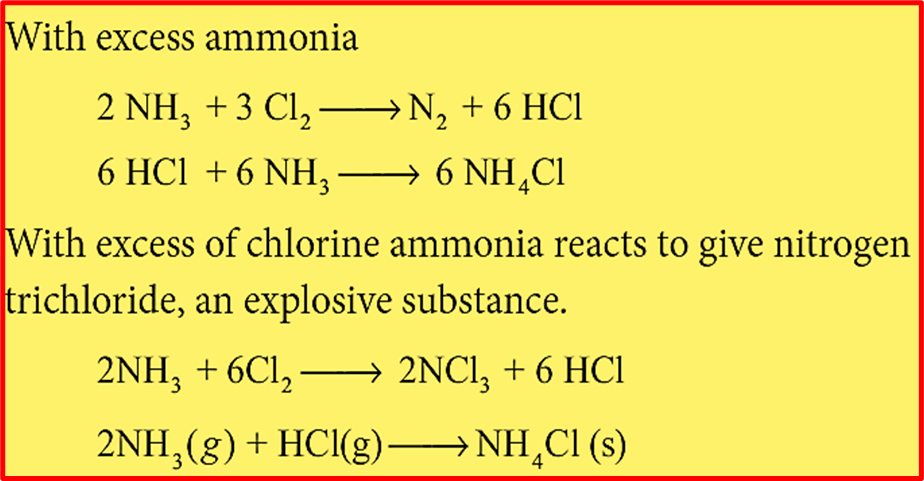 With excess ammonia
2 NH₃ + 3 Cl₂ ⟶ N₂ + 6 HCl
6 HCl + 6 NH₃ ⟶ 6 NH₄Cl
With excess of chlorine ammonia reacts to give nitrogen
trichloride, an explosive substance.
2NH₃ + 6Cl₂ ⟶ 2NCl₃ + 6 HCl
2NH₃(g) + HCl(g) ⟶ NH₄Cl (s)